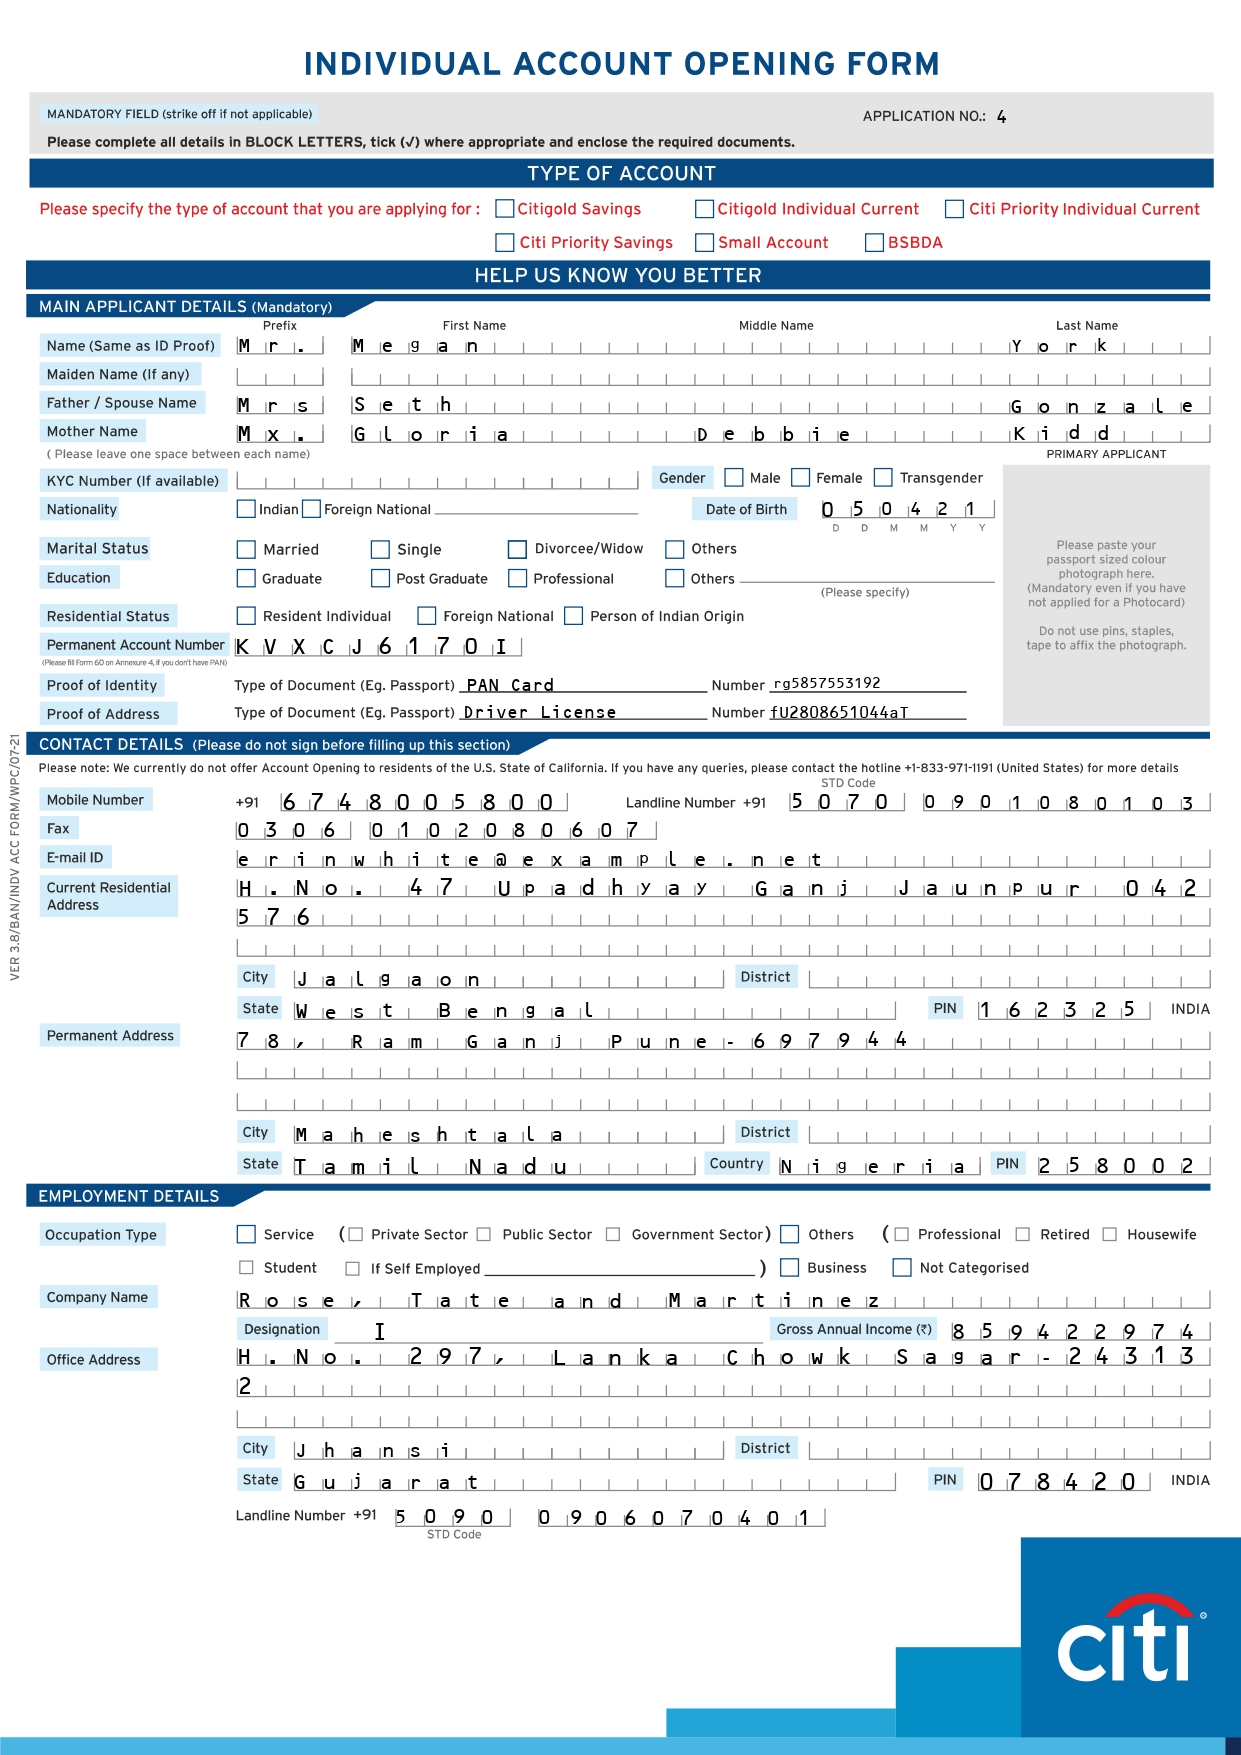 INDIVIDUAL ACCOUNT OPENING FORM
MANDATORY FIELD (strike off if not applicable) APPLICATION NO.: 4
Please complete all details in BLOCK LETTERS, tick (√) where appropriate and enclose the required documents.
TYPE OF ACCOUNT
Please specify the type of account that you are applying for : Citigold Savings Citigold Individual Current Citi Priority Individual Current
Citi Priority Savings Small Account BSBDA
HELP US KNOW YOU BETTER
MAIN APPLICANT DETAILS (Mandatory)
Prefix First Name Middle Name Last Name
Name (Same as ID Proof) Mr. Megan York
Maiden Name (If any)
Father / Spouse Name Mrs Seth Gonzale
Mother Name Mx. Gloria Debbie Kidd
( Please leave one space between each name) PRIMARY APPLICANT
KYC Number (If available) Gender Male Female Transgender
Nationality Indian Foreign National Date of Birth 050421
D D M M Y Y
Marital Status Married Single Divorcee/Widow Others
Education Graduate Post Graduate Professional Others
(Please specify)
Please paste your
passport sized colour
photograph here.
(Mandatory even if you have
not applied for a Photocard)
Do not use pins, staples,
tape to affix the photograph.
Residential Status Resident Individual Foreign National Person of Indian Origin
Permanent Account Number KVXCJ6170I
(Please fill Form 60 on Annexure 4, if you don't have PAN)
Proof of Identity Type of Document (Eg. Passport) PAN Card Number rg5857553192
Proof of Address Type of Document (Eg. Passport) Driver License Number fU2808651044aT
CONTACT DETAILS (Please do not sign before filling up this section)
Please note: We currently do not offer Account Opening to residents of the U.S. State of California. If you have any queries, please contact the hotline +1-833-971-1191 (United States) for more details
STD Code
Mobile Number +91 6748005800 Landline Number +91 5070 0901080103
Fax 0306 0102080607
E-mail ID erinwhite@example.net
Current Residential Address H.No. 47 Upadhyay Ganj Jaunpur 042
576
City Jalgaon District
State West Bengal PIN 162325 INDIA
Permanent Address 78, Ram Ganj Pune-697944
City Maheshtala District
State Tamil Nadu Country Nigeria PIN 258002
EMPLOYMENT DETAILS
Occupation Type Service ( Private Sector Public Sector Government Sector) Others ( Professional Retired Housewife
Student If Self Employed ) Business Not Categorised
Company Name Rose, Tate and Martinez
Designation I Gross Annual Income (₹) 859422974
Office Address H.No. 297, Lanka Chowk Sagar-24313
2
City Jhansi District
State Gujarat PIN 078420 INDIA
Landline Number +91 5090 0906070401
STD Code
VER 3.8/BAN/INDV ACC FORM/WPC/07-21
citi ®